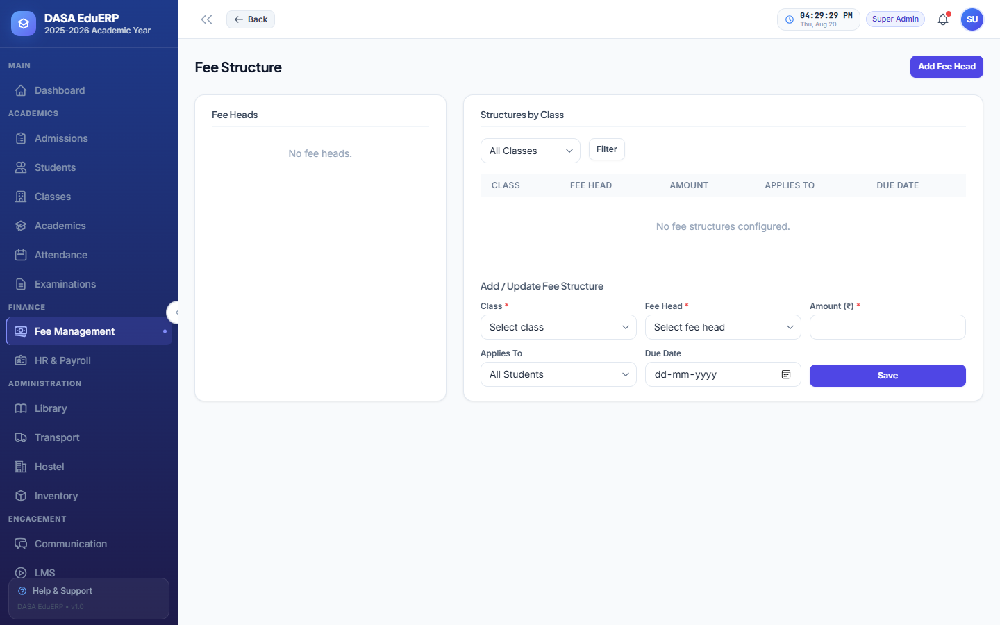 DASA EduERP
2025-2026 Academic Year
MAIN
Dashboard
ACADEMICS
Admissions
Students
Classes
Academics
Attendance
Examinations
FINANCE
Fee Management
HR & Payroll
ADMINISTRATION
Library
Transport
Hostel
Inventory
ENGAGEMENT
Communication
LMS
Help & Support
DASA EduERP • v1.0
Back
04:29:29 PM
Thu, Aug 20
Super Admin
SU
Fee Structure
Add Fee Head
Fee Heads
No fee heads.
Structures by Class
All Classes
Filter
CLASS FEE HEAD AMOUNT APPLIES TO DUE DATE
No fee structures configured.
Add / Update Fee Structure
Class * Fee Head * Amount (₹) *
Select class Select fee head
Applies To Due Date
All Students dd-mm-yyyy Save